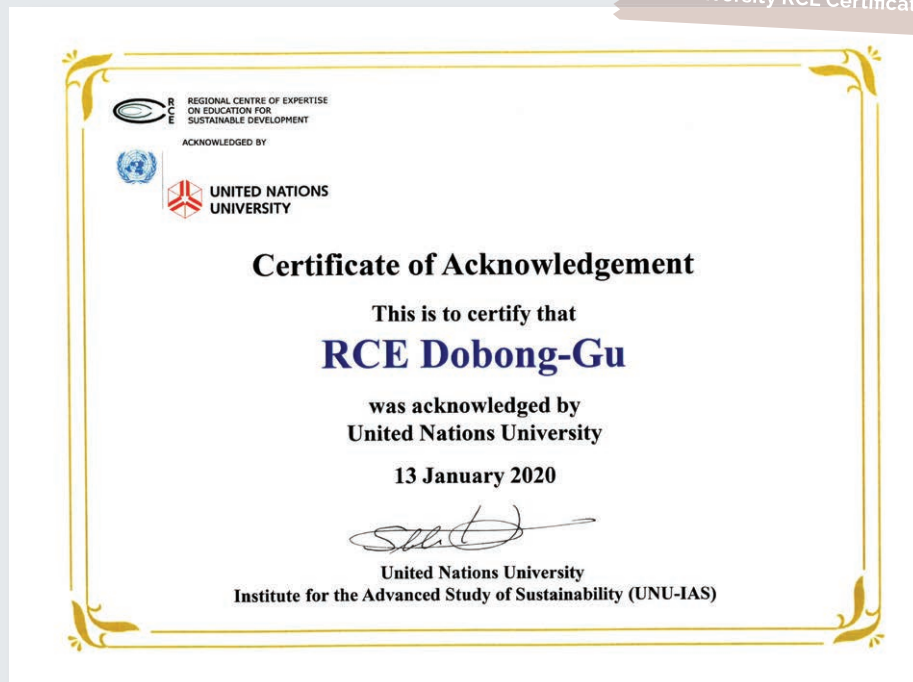 RCE Certificat
R
C
E
REGIONAL CENTRE OF EXPERTISE
ON EDUCATION FOR
SUSTAINABLE DEVELOPMENT
ACKNOWLEDGED BY
UNITED NATIONS
UNIVERSITY
Certificate of Acknowledgement
This is to certify that
RCE Dobong-Gu
was acknowledged by
United Nations University
13 January 2020
United Nations University
Institute for the Advanced Study of Sustainability (UNU-IAS)